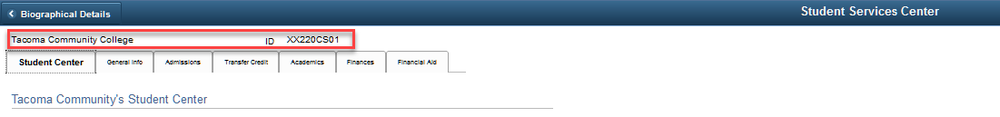 Biographical Details
Student Services Center
Tacoma Community College ID XX220CS01
Student Center General Info Admissions Transfer Credit Academics Finances Financial Aid
Tacoma Community's Student Center